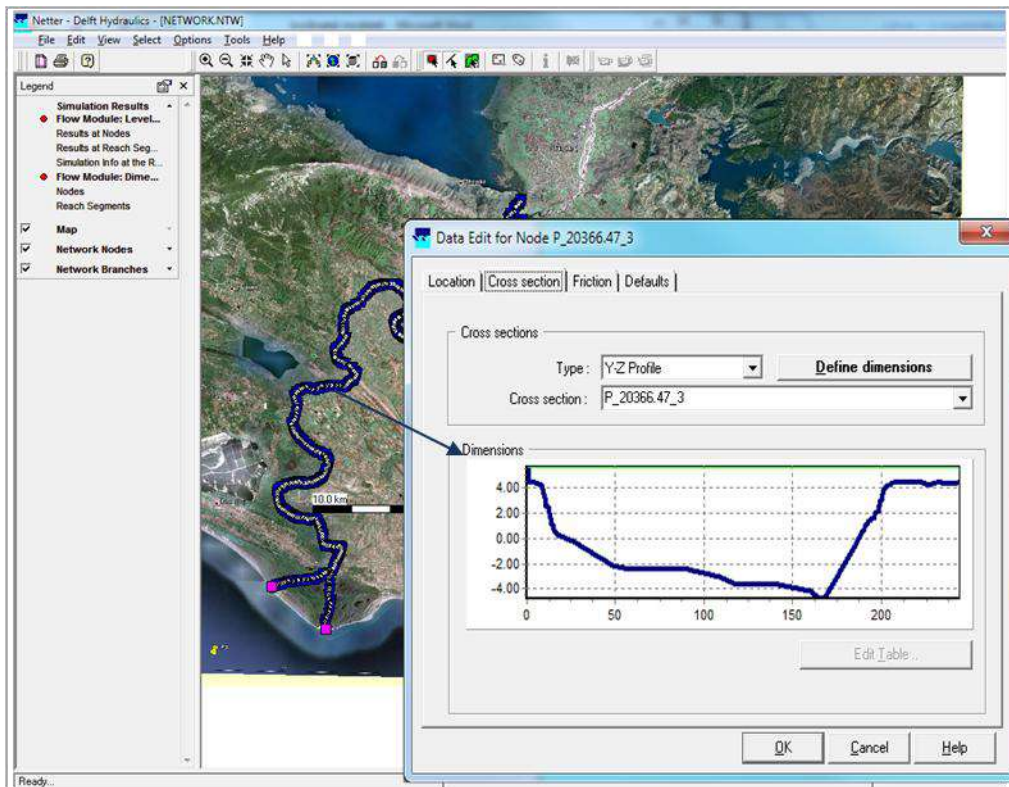 Netter - Delft Hydraulics - [NETWORK.NTW]
File Edit View Select Options Tools Help
Legend
Simulation Results
Flow Module: Level...
Results at Nodes
Results at Reach Seg...
Simulation Info at the R...
Flow Module: Dime...
Nodes
Reach Segments
Map
Network Nodes
Network Branches
10.0 km
Data Edit for Node P_20366.47_3
Location Cross section Friction Defaults
Cross sections
Type : Y-Z Profile Define dimensions
Cross section : P_20366.47_3
Dimensions
4.00
2.00
0.00
-2.00
-4.00
0 50 100 150 200
Edit Table ..
OK Cancel Help
Ready...